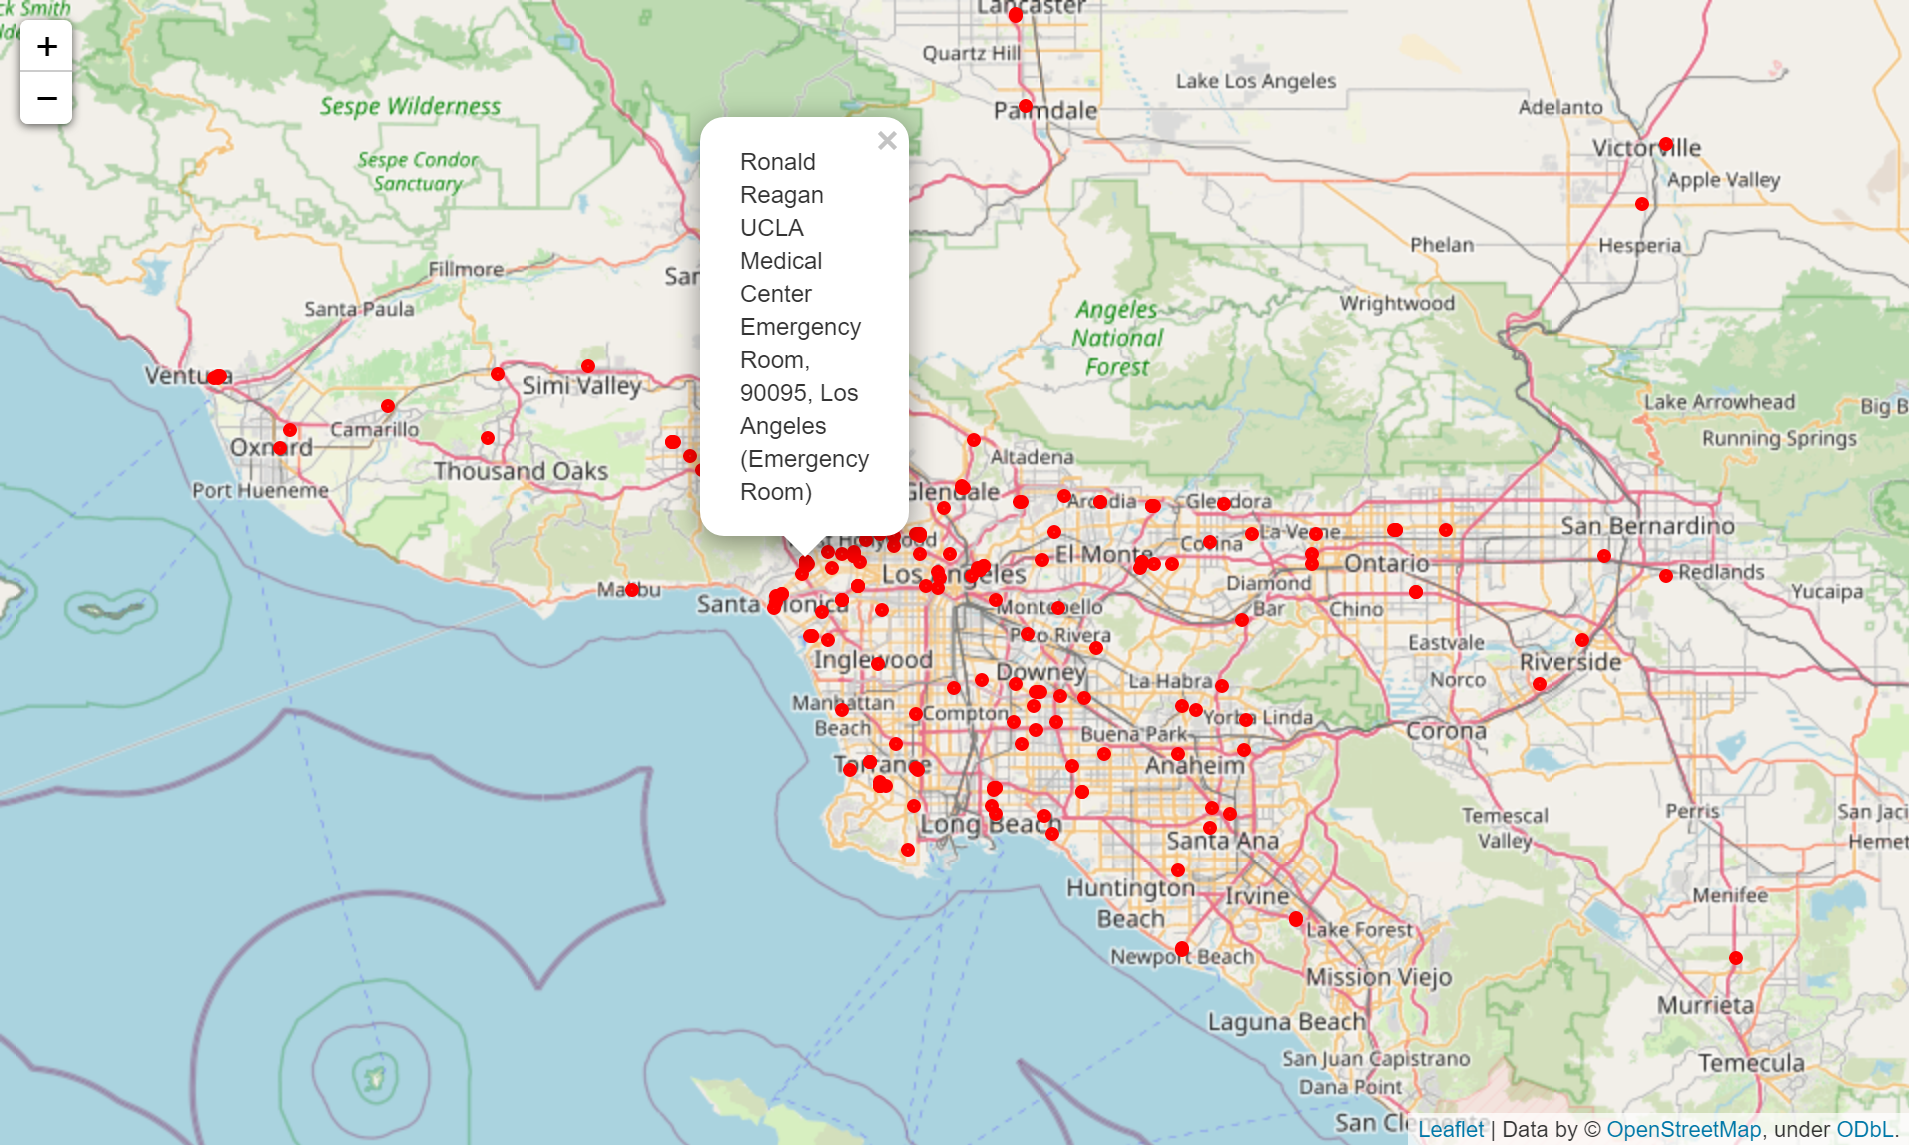 ck Smith
Lancaster
+
−
Quartz Hill
Lake Los Angeles
Sespe Wilderness
Palmdale
Adelanto
Victorville
Sespe Condor
Sanctuary
Apple Valley
×
Ronald
Reagan
UCLA
Medical
Center
Emergency
Room,
90095, Los
Angeles
(Emergency
Room)
Phelan
Hesperia
Fillmore
San
Santa Paula
Wrightwood
Angeles
National
Forest
Ventura
Simi Valley
Lake Arrowhead
Big B
Camarillo
Running Springs
Oxnard
Altadena
Thousand Oaks
Port Hueneme
Glendale
Arcadia
Glendora
San Bernardino
La Verne
West Hollywood
Covina
El Monte
Ontario
Los Angeles
Redlands
Malibu
Diamond
Bar
Yucaipa
Santa Monica
Montebello
Chino
Pico Rivera
Eastvale
Inglewood
Riverside
Downey
La Habra
Norco
Manhattan
Beach
Compton
Yorba Linda
Buena Park
Corona
Torrance
Anaheim
Long Beach
Temescal
Valley
Perris
San Jaci
Hemet
Santa Ana
Huntington
Beach
Irvine
Menifee
Lake Forest
Newport Beach
Mission Viejo
Murrieta
Laguna Beach
San Juan Capistrano
Temecula
Dana Point
San Clemente
Leaflet | Data by © OpenStreetMap, under ODbL.